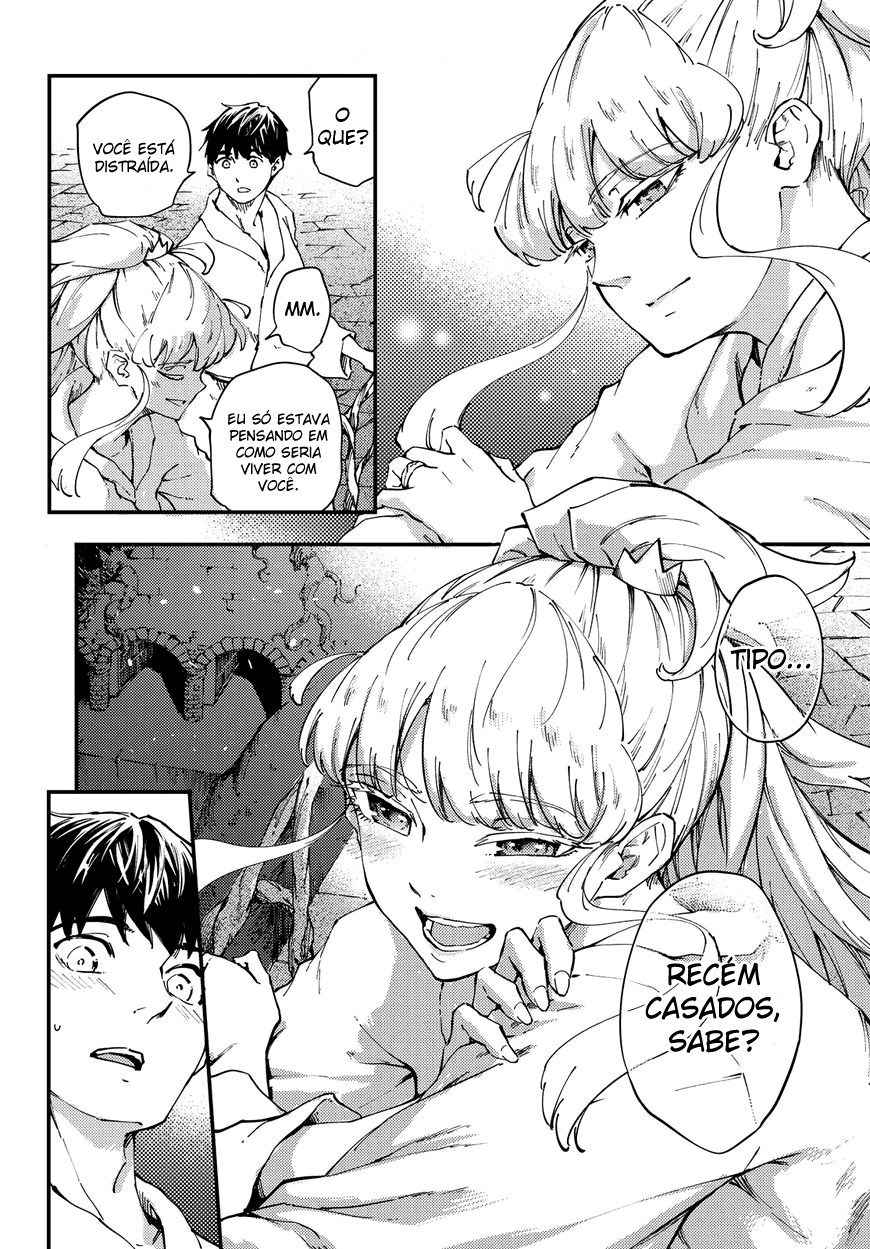 O
QUE?
VOCÊ ESTÁ
DISTRAÍDA.
MM.
EU SÓ ESTAVA
PENSANDO EM
COMO SERIA
VIVER COM
VOCÊ.
TIPO...
RECÉM
CASADOS,
SABE?